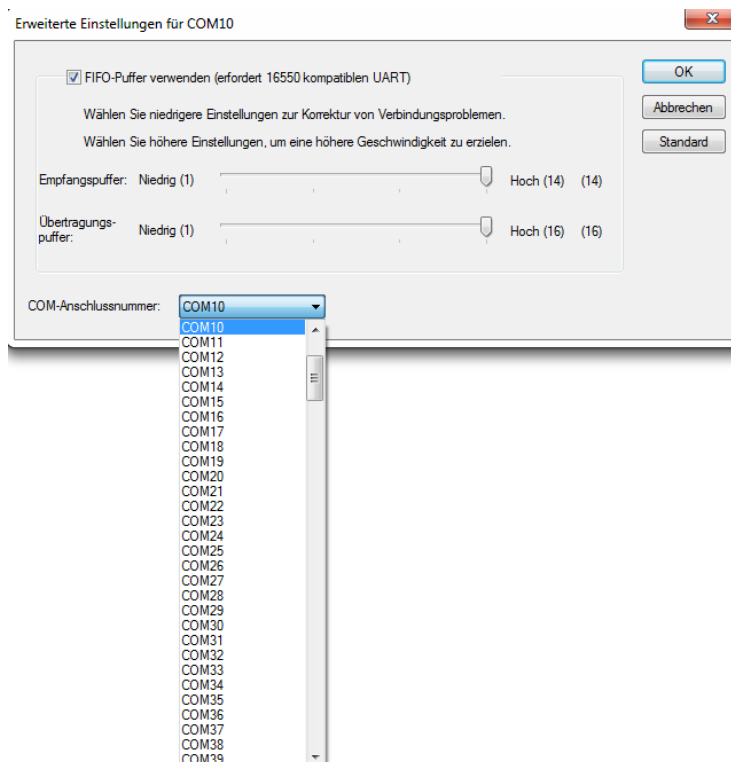 Erweiterte Einstellungen für COM10
FIFO-Puffer verwenden (erfordert 16550 kompatiblen UART)
OK
Wählen Sie niedrigere Einstellungen zur Korrektur von Verbindungsproblemen.
Abbrechen
Wählen Sie höhere Einstellungen, um eine höhere Geschwindigkeit zu erzielen.
Standard
Empfangspuffer: Niedrig (1) Hoch (14) (14)
Übertragungs-
puffer: Niedrig (1) Hoch (16) (16)
COM-Anschlussnummer: COM10
COM10
COM11
COM12
COM13
COM14
COM15
COM16
COM17
COM18
COM19
COM20
COM21
COM22
COM23
COM24
COM25
COM26
COM27
COM28
COM29
COM30
COM31
COM32
COM33
COM34
COM35
COM36
COM37
COM38
COM39